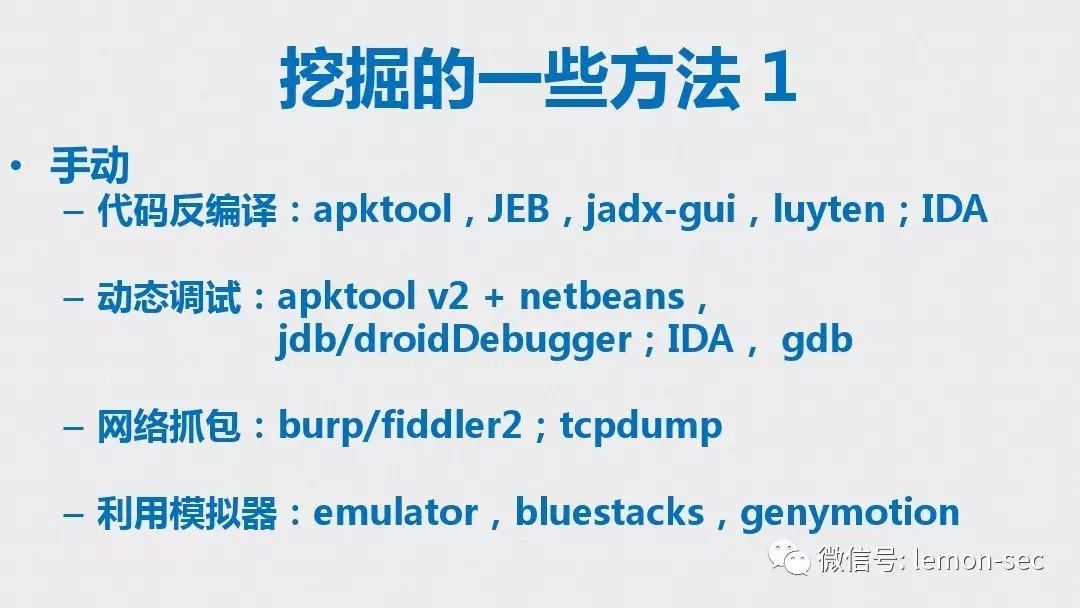 挖掘的一些方法 1
• 手动
– 代码反编译：apktool，JEB，jadx-gui，luyten；IDA
– 动态调试：apktool v2 + netbeans，
jdb/droidDebugger；IDA， gdb
– 网络抓包：burp/fiddler2；tcpdump
– 利用模拟器：emulator，bluestacks，genymotion
微信号: lemon-sec